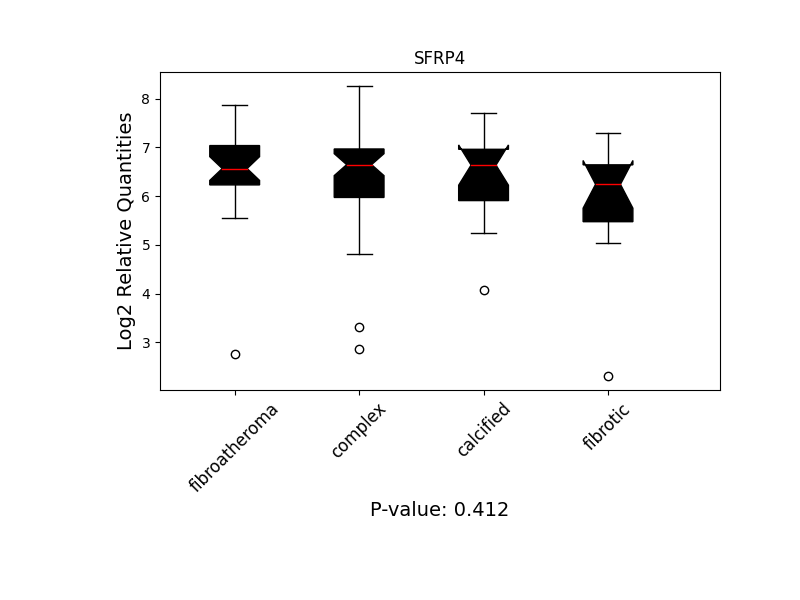 SFRP4
Log2 Relative Quantities
8
7
6
5
4
3
fibroatheroma
complex
calcified
fibrotic
P-value: 0.412